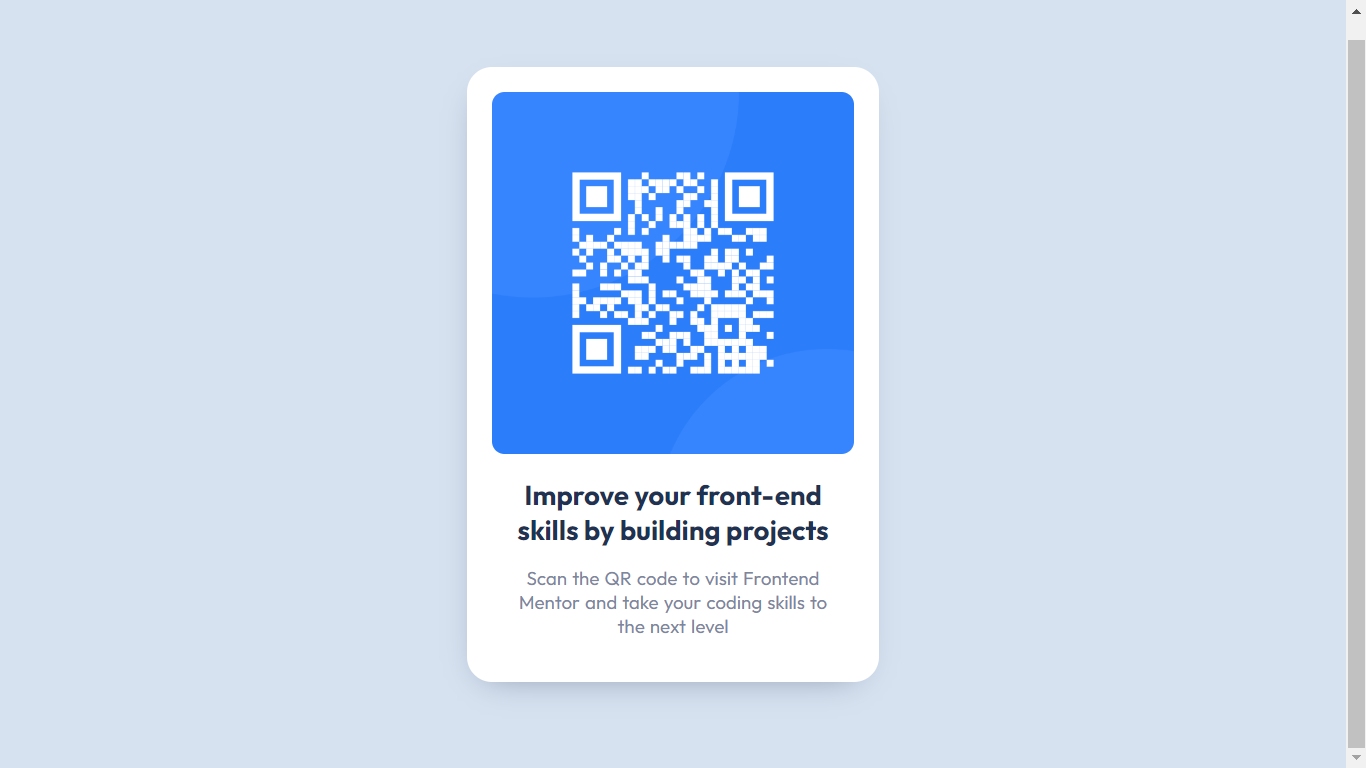 Improve your front-end
skills by building projects
Scan the QR code to visit Frontend
Mentor and take your coding skills to
the next level